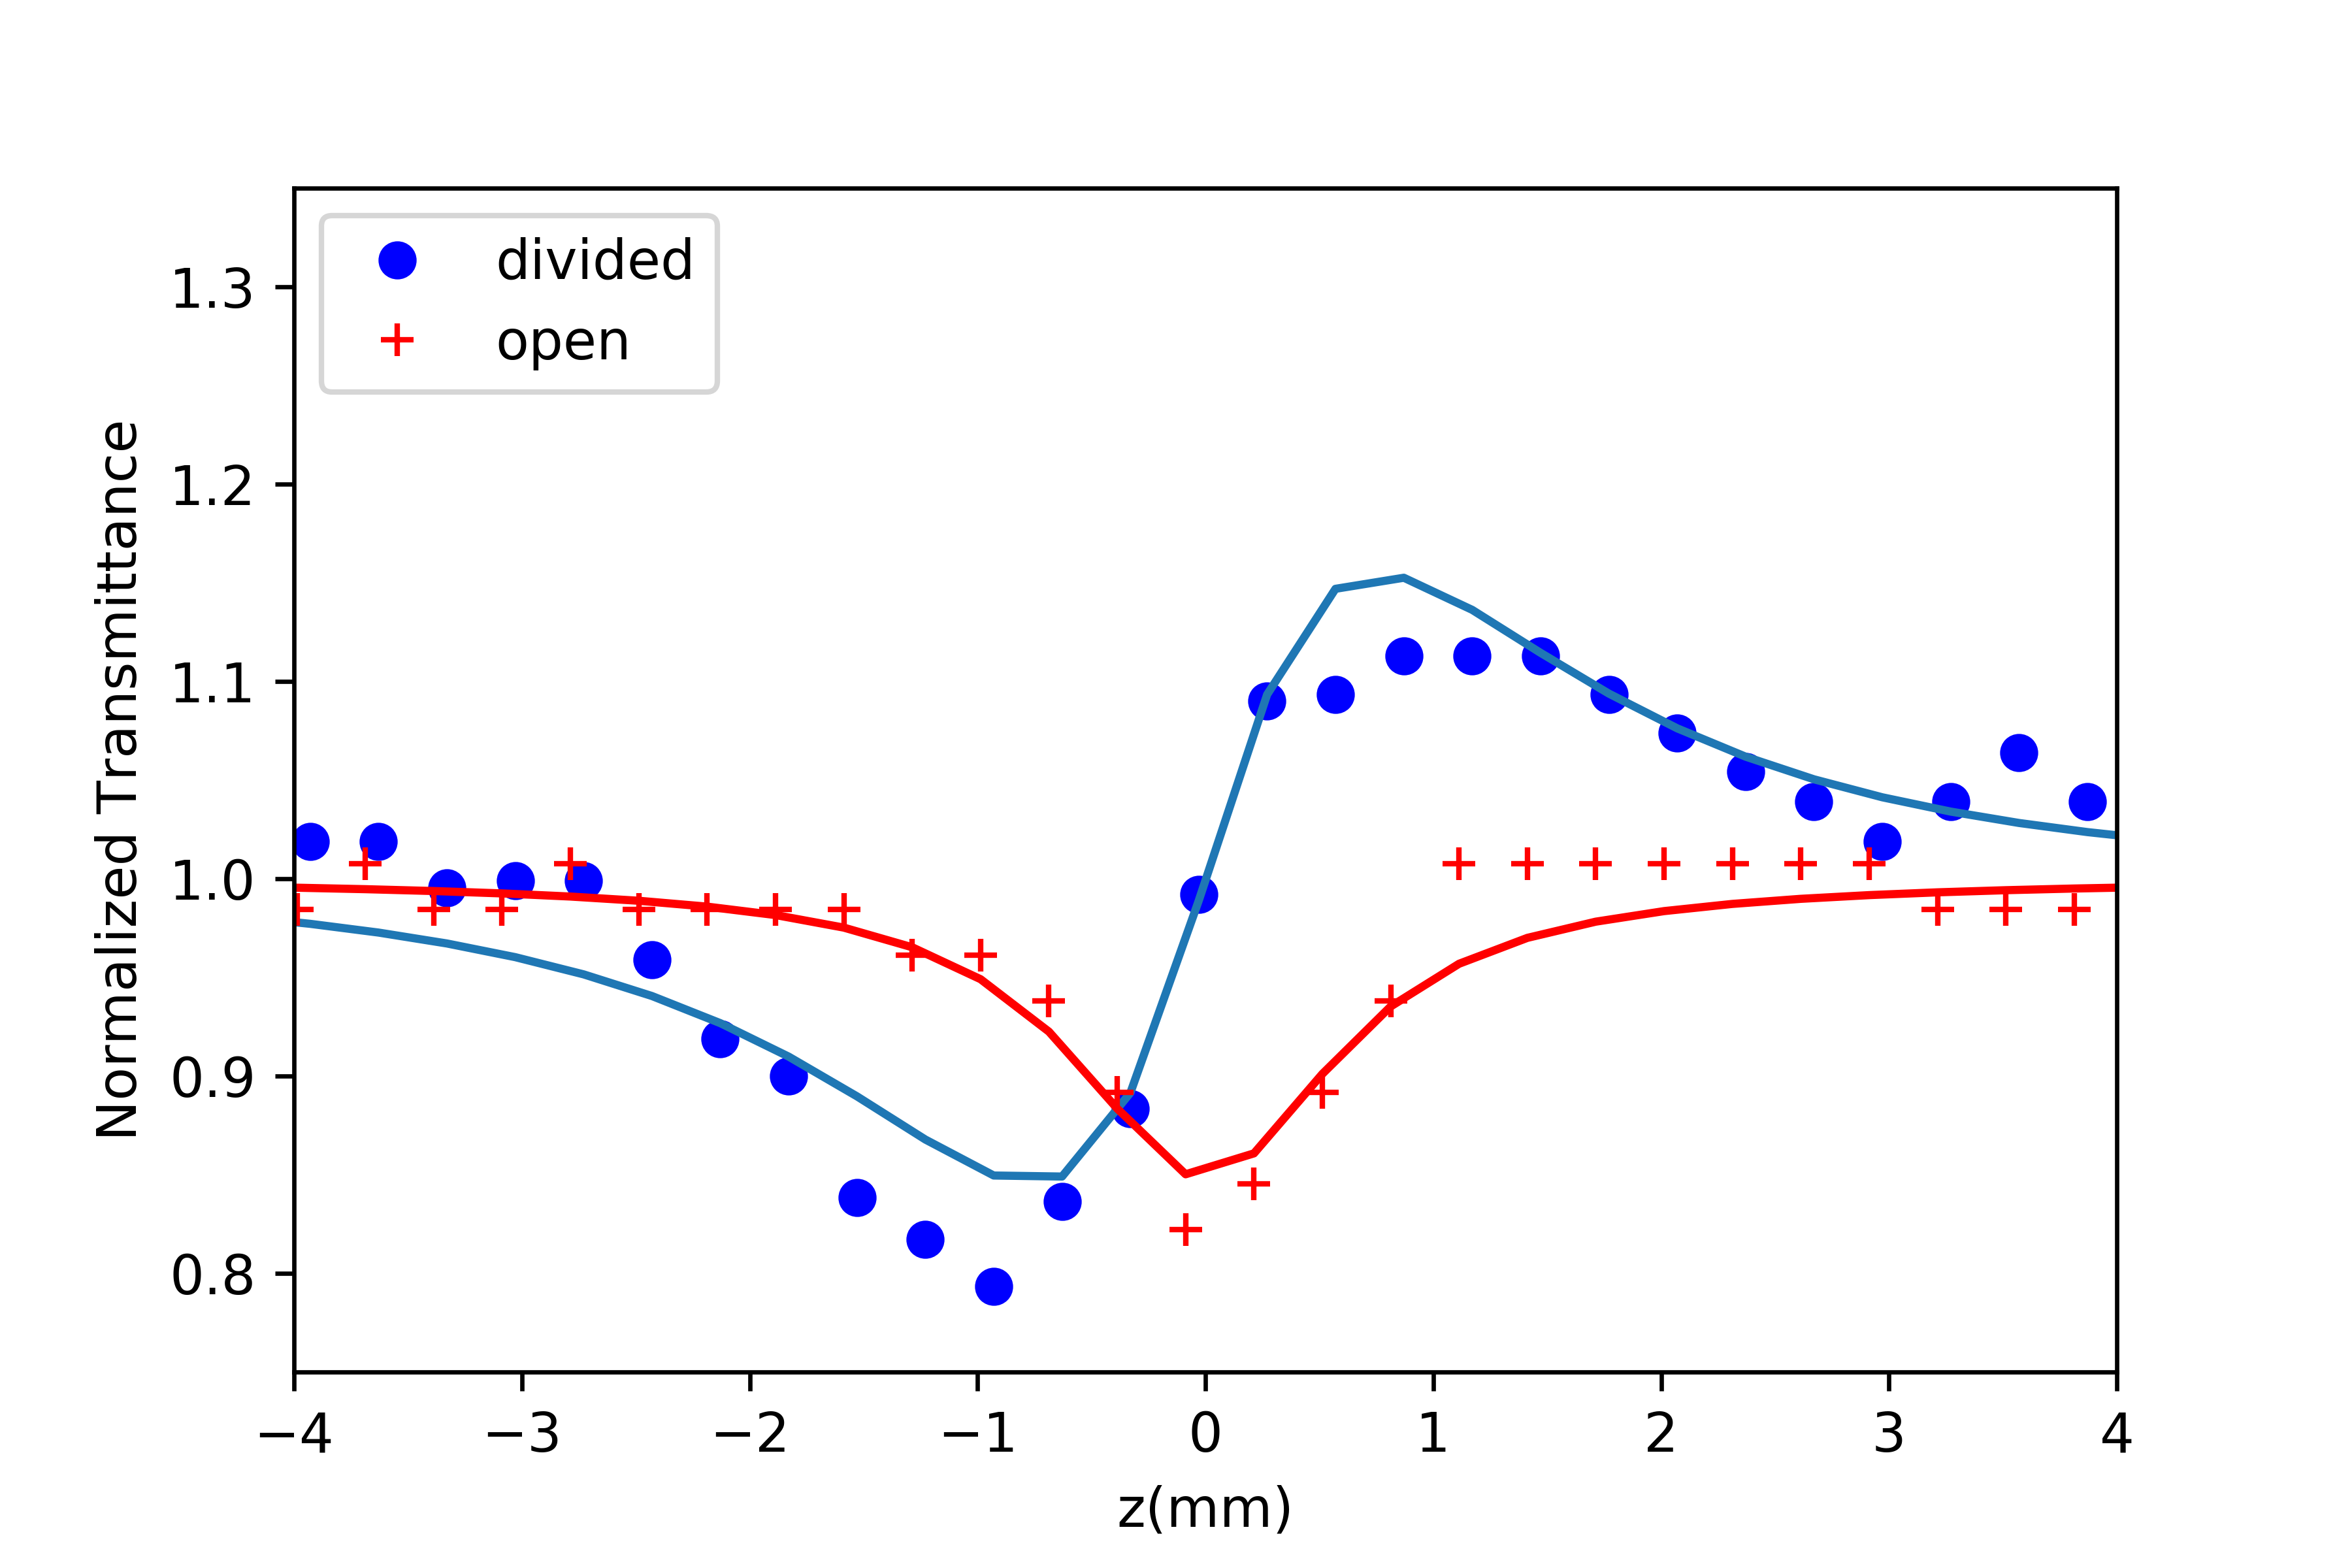 divided
open
Normalized Transmittance
1.3
1.2
1.1
1.0
0.9
0.8
−4 −3 −2 −1 0 1 2 3 4
z(mm)